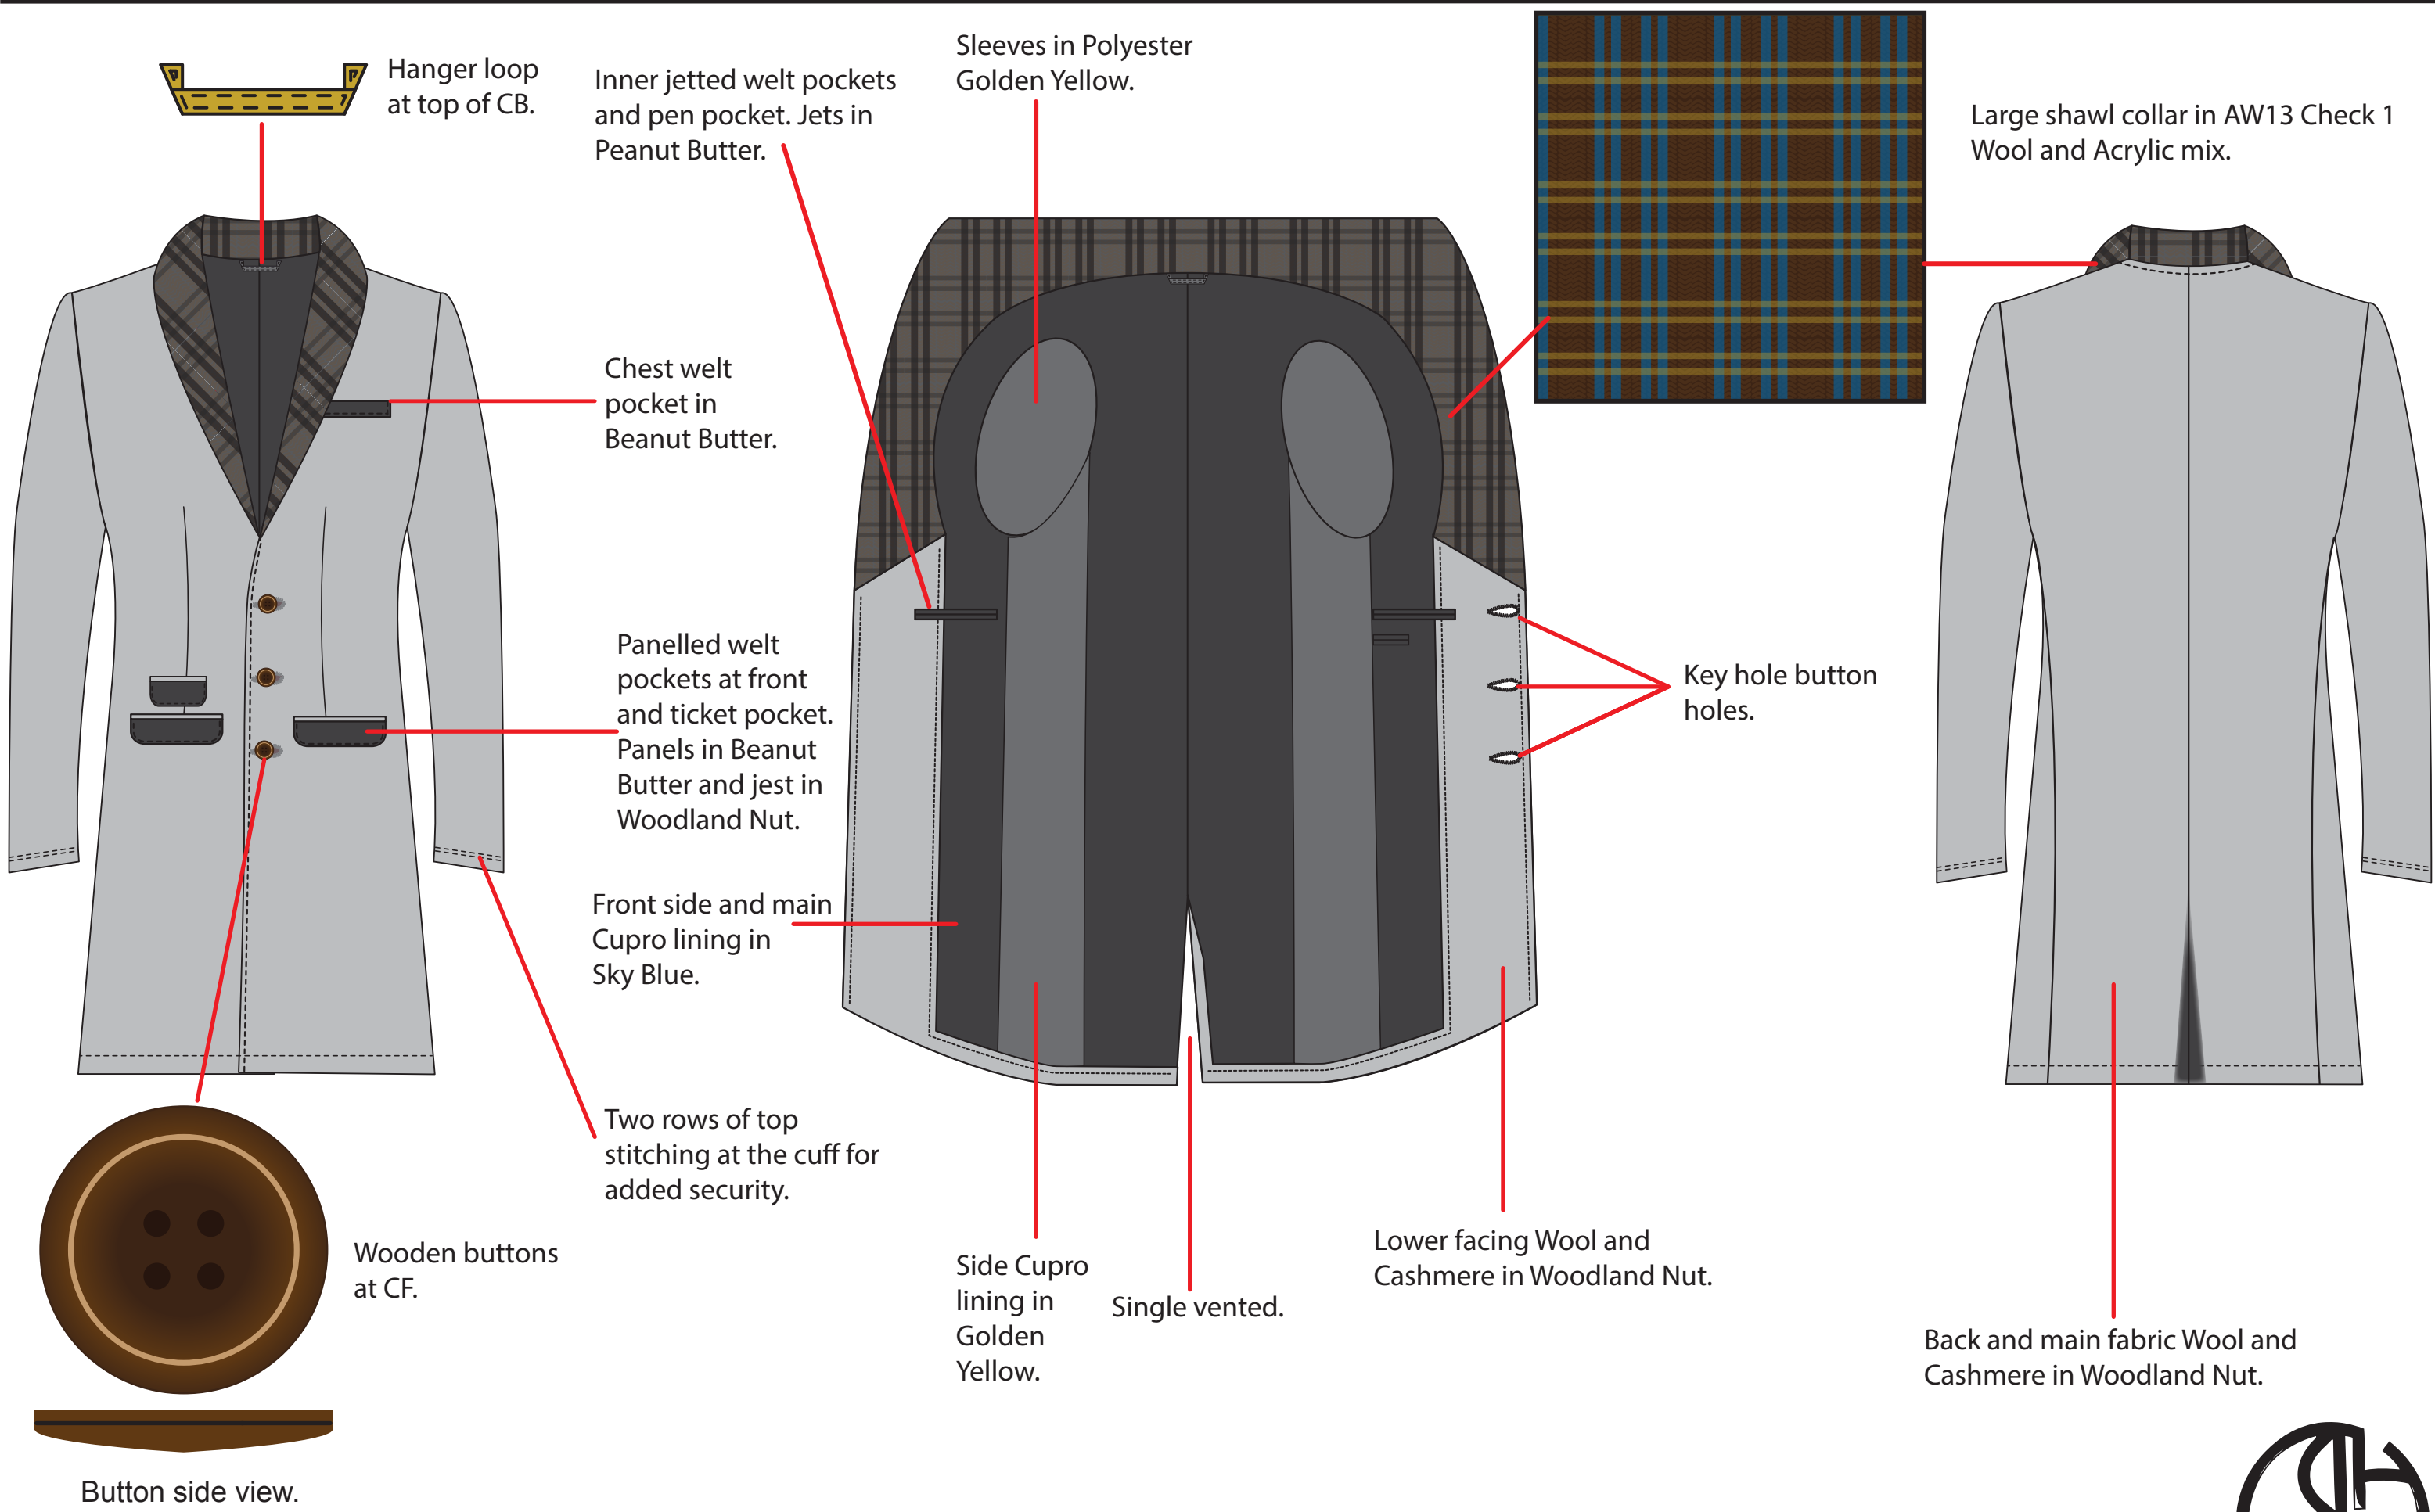 Hanger loop
at top of CB.
Inner jetted welt pockets
and pen pocket. Jets in
Peanut Butter.
Sleeves in Polyester
Golden Yellow.
Large shawl collar in AW13 Check 1
Wool and Acrylic mix.
Chest welt
pocket in
Beanut Butter.
Panelled welt
pockets at front
and ticket pocket.
Panels in Beanut
Butter and jest in
Woodland Nut.
Key hole button
holes.
Front side and main
Cupro lining in
Sky Blue.
Two rows of top
stitching at the cuff for
added security.
Wooden buttons
at CF.
Side Cupro
lining in
Golden
Yellow.
Single vented.
Lower facing Wool and
Cashmere in Woodland Nut.
Back and main fabric Wool and
Cashmere in Woodland Nut.
Button side view.